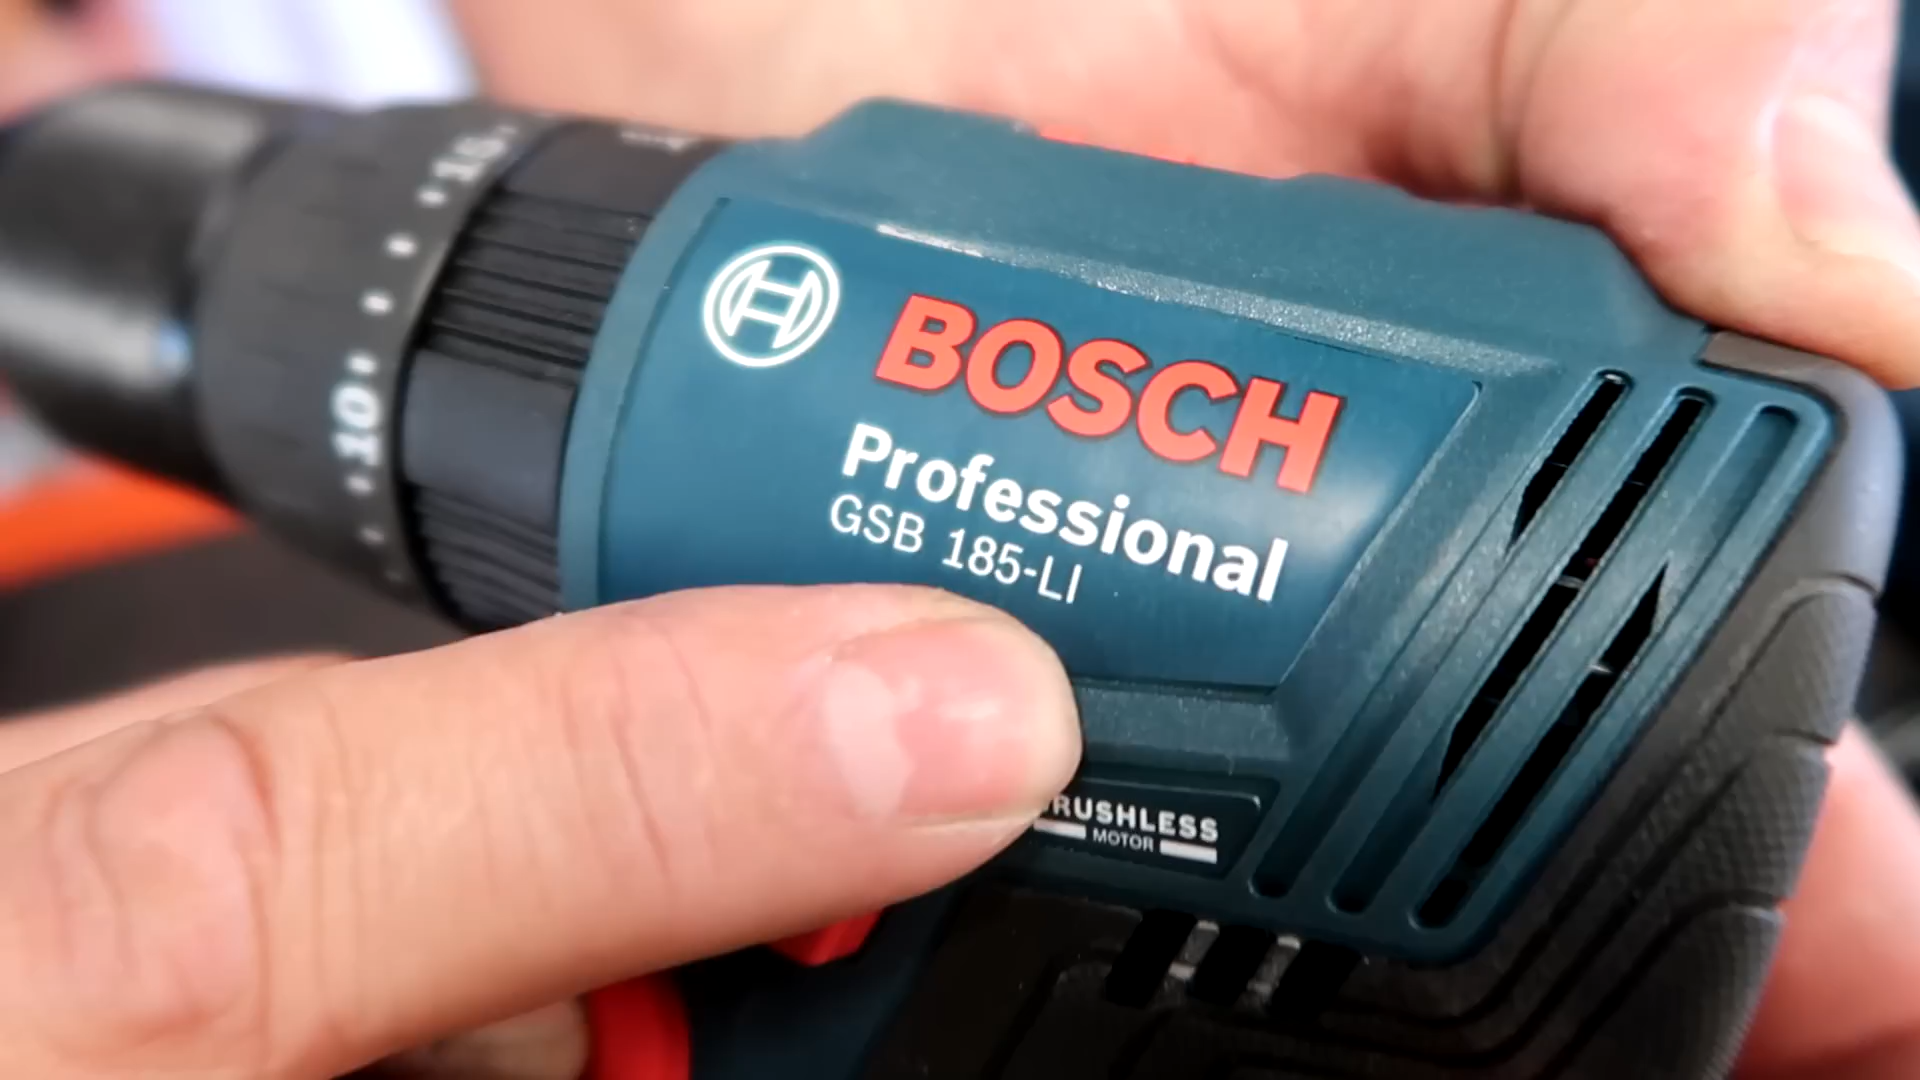 15
10
BOSCH
Professional
GSB 185-LI
RUSHLESS
MOTOR